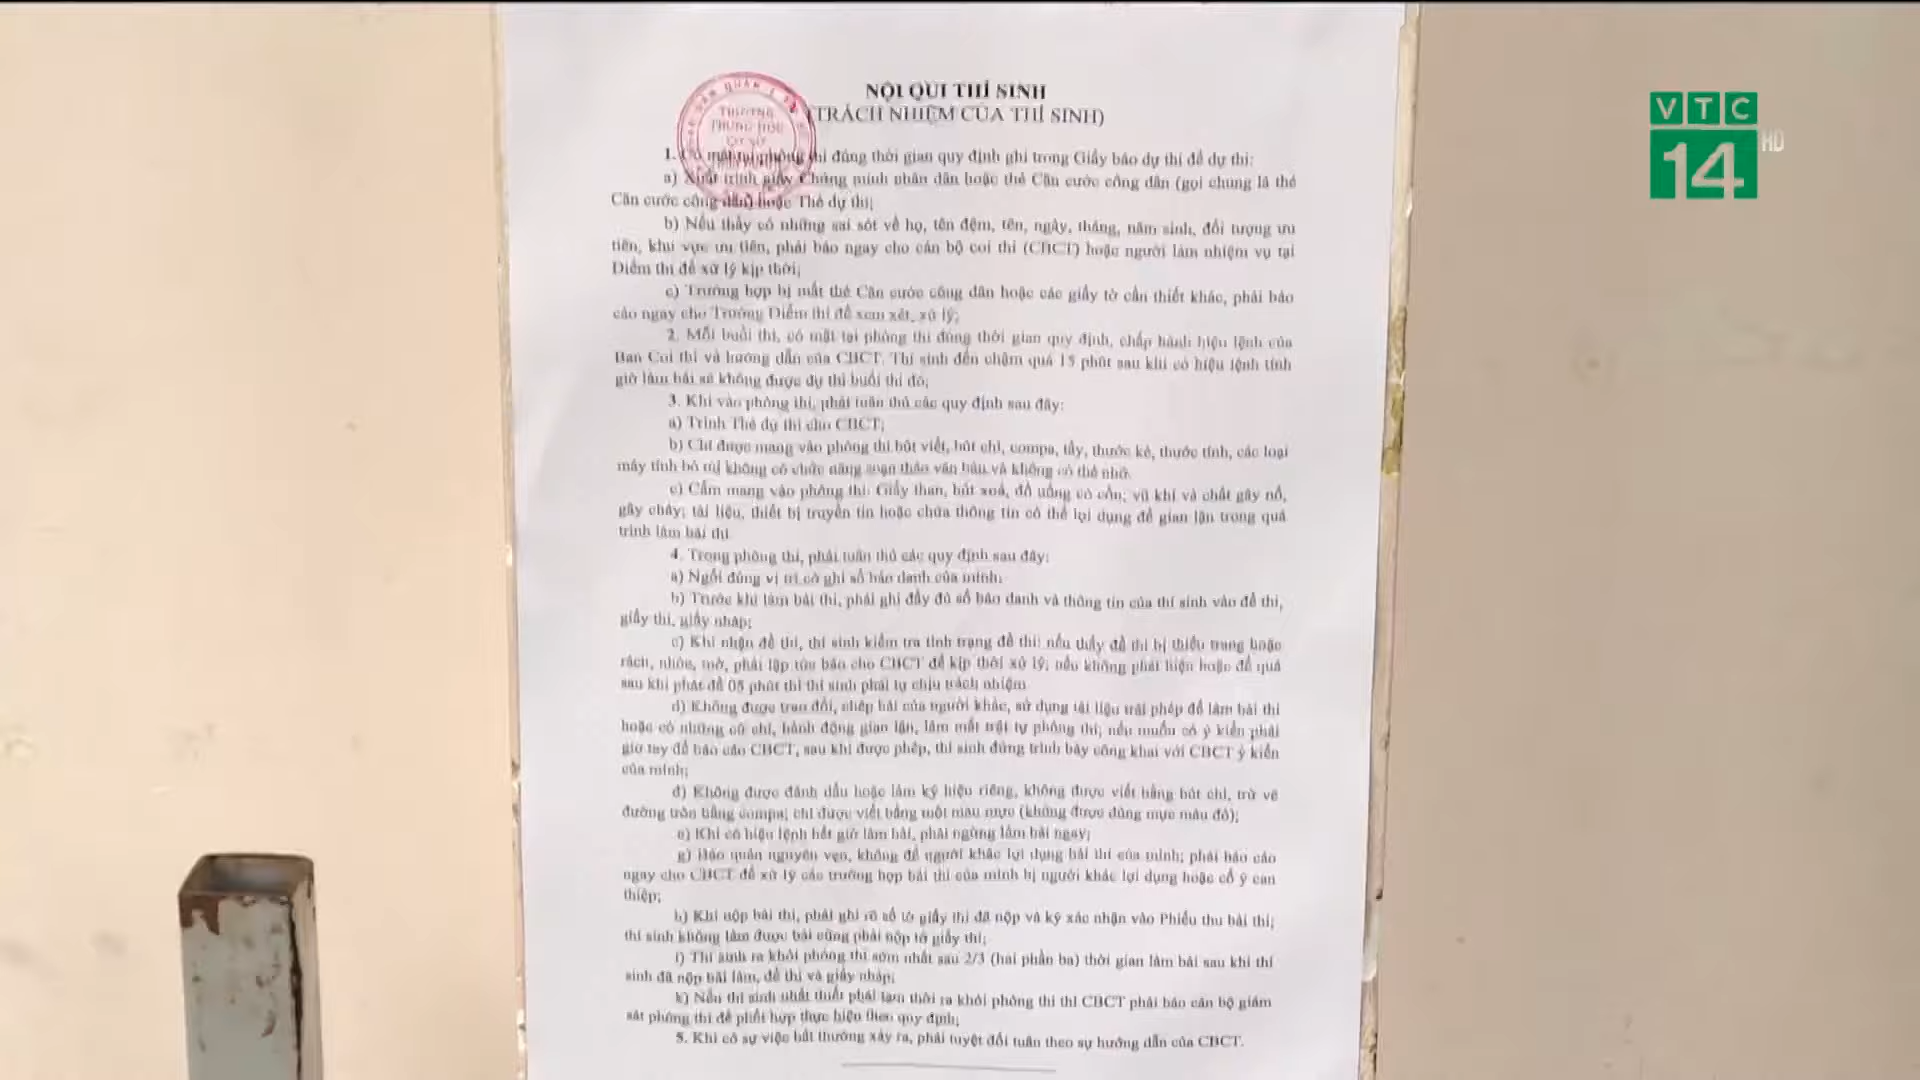 NỘI QUI THÍ SINH
(TRÁCH NHIỆM CỦA THÍ SINH)
VTC
14
HD
TRƯỜNG
TRUNG HỌC
CƠ SỞ
1. Có mặt tại phòng thi đúng thời gian quy định ghi trong Giấy báo dự thi để dự thi:
a) Xuất trình giấy Chứng minh nhân dân hoặc thẻ Căn cước công dân (gọi chung là thẻ
Căn cước công dân) hoặc Thẻ dự thi;
b) Nếu thấy có những sai sót về họ, tên đệm, tên, ngày, tháng, năm sinh, đối tượng ưu
tiên, khu vực ưu tiên, phải báo ngay cho cán bộ coi thi (CBCT) hoặc người làm nhiệm vụ tại
Điểm thi để xử lý kịp thời;
c) Trường hợp bị mất thẻ Căn cước công dân hoặc các giấy tờ cần thiết khác, phải báo
cáo ngay cho Trưởng Điểm thi để xem xét, xử lý;
2. Mỗi buổi thi, có mặt tại phòng thi đúng thời gian quy định, chấp hành hiệu lệnh của
Ban Coi thi và hướng dẫn của CBCT. Thí sinh đến chậm quá 15 phút sau khi có hiệu lệnh tính
giờ làm bài sẽ không được dự thi buổi thi đó;
3. Khi vào phòng thi, phải tuân thủ các quy định sau đây:
a) Trình Thẻ dự thi cho CBCT;
b) Chỉ được mang vào phòng thi bút viết, bút chì, compa, tẩy, thước kẻ, thước tính, các loại
máy tính bỏ túi không có chức năng soạn thảo văn bản và không có thẻ nhớ.
c) Cấm mang vào phòng thi: Giấy than, bút xoá, đồ uống có cồn; vũ khí và chất gây nổ,
gây cháy; tài liệu, thiết bị truyền tin hoặc chứa thông tin có thể lợi dụng để gian lận trong quá
trình làm bài thi
4. Trong phòng thi, phải tuân thủ các quy định sau đây:
a) Ngồi đúng vị trí có ghi số báo danh của mình;
b) Trước khi làm bài thi, phải ghi đầy đủ số báo danh và thông tin của thí sinh vào đề thi,
giấy thi, giấy nháp;
c) Khi nhận đề thi, thí sinh kiểm tra tình trạng đề thi: nếu thấy đề thi bị thiếu trang hoặc
rách, nhòe, mờ, phải lập tức báo cho CBCT để kịp thời xử lý; nếu không phát hiện hoặc để quá
sau khi phát đề 05 phút thì thí sinh phải tự chịu trách nhiệm
d) Không được trao đổi, chép bài của người khác, sử dụng tài liệu trái phép để làm bài thi
hoặc có những cử chỉ, hành động gian lận, làm mất trật tự phòng thi; nếu muốn có ý kiến phải
giơ tay để báo cáo CBCT, sau khi được phép, thí sinh đứng trình bày công khai với CBCT ý kiến
của mình;
đ) Không được đánh dấu hoặc làm ký hiệu riêng, không được viết bằng bút chì, trừ vẽ
đường tròn bằng compa; chỉ được viết bằng một màu mực (không được dùng mực màu đỏ);
e) Khi có hiệu lệnh hết giờ làm bài, phải ngừng làm bài ngay;
g) Bảo quản nguyên vẹn, không để người khác lợi dụng bài thi của mình; phải báo cáo
ngay cho CBCT để xử lý các trường hợp bài thi của mình bị người khác lợi dụng hoặc cố ý can
thiệp;
h) Khi nộp bài thi, phải ghi rõ số tờ giấy thi đã nộp và ký xác nhận vào Phiếu thu bài thi;
thí sinh không làm được bài cũng phải nộp tờ giấy thi;
i) Thí sinh ra khỏi phòng thi sớm nhất sau 2/3 (hai phần ba) thời gian làm bài sau khi thí
sinh đã nộp bài làm, đề thi và giấy nháp;
k) Nếu thí sinh nhất thiết phải tạm thời ra khỏi phòng thi thì CBCT phải báo cán bộ giám
sát phòng thi để phối hợp thực hiện theo quy định;
5. Khi có sự việc bất thường xảy ra, phải tuyệt đối tuân theo sự hướng dẫn của CBCT.